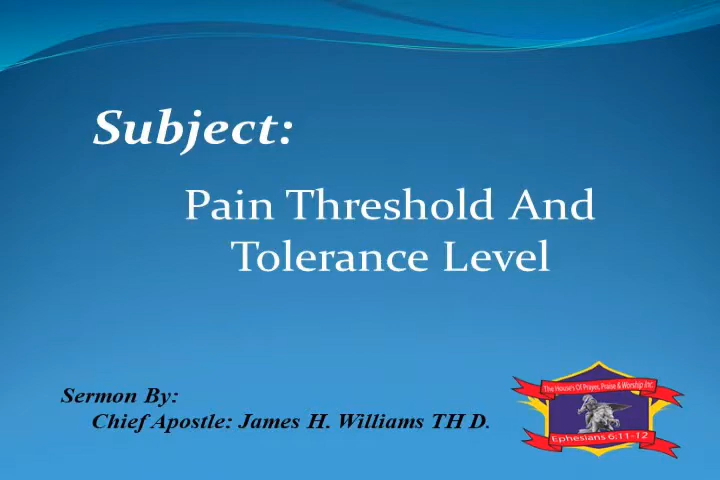 Subject:
Pain Threshold And
Tolerance Level
Sermon By:
Chief Apostle: James H. Williams TH D.
The House's Of Prayer, Praise & Worship inc.
Ephesians 6:11-12